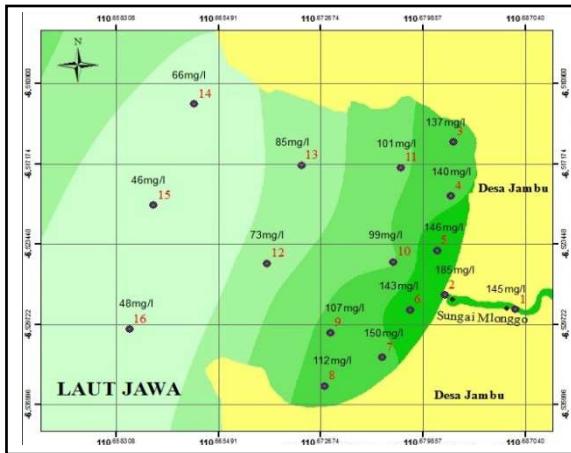 110.658308 110.665491 110.672674 110.679857 110.687040
N
66mg/l
14
137mg/l
3
85mg/l
13
101mg/l
11
140mg/l
4
Desa Jambu
46mg/l
15
146mg/l
5
73mg/l
12
99mg/l
10
185mg/l
2
145mg/l
1
143mg/l
6
Sungai Mlonggo
48mg/l
16
107mg/l
9
150mg/l
7
112mg/l
8
LAUT JAWA
Desa Jambu
110.658308 110.665491 110.672674 110.679857 110.687040